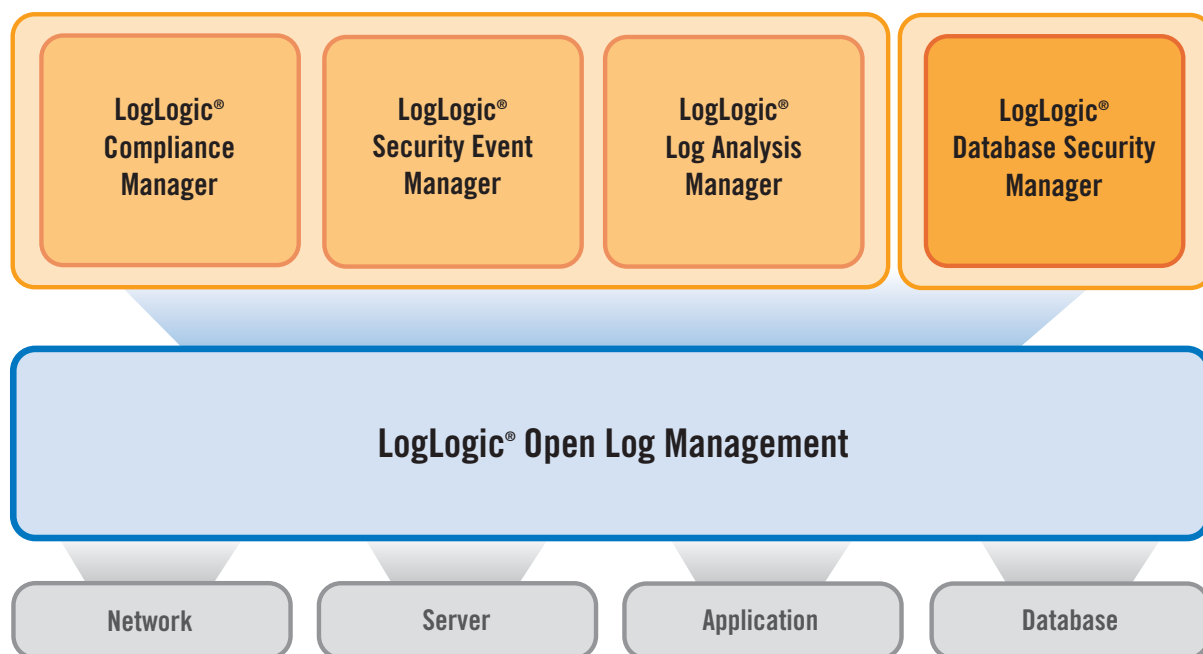 LogLogic®
Compliance
Manager
LogLogic®
Security Event
Manager
LogLogic®
Log Analysis
Manager
LogLogic®
Database Security
Manager
LogLogic® Open Log Management
Network
Server
Application
Database